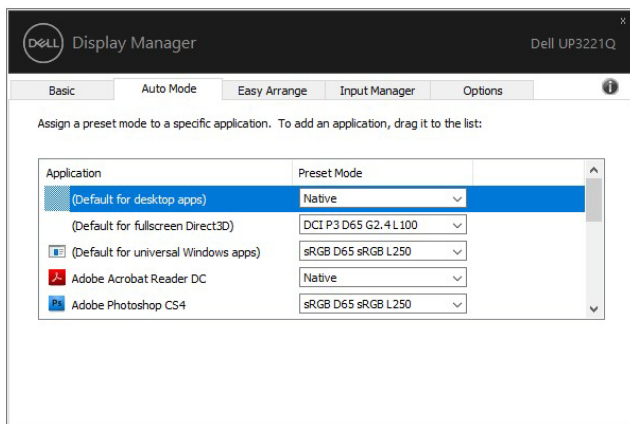 x
DELL Display Manager Dell UP3221Q
Basic Auto Mode Easy Arrange Input Manager Options
Assign a preset mode to a specific application. To add an application, drag it to the list:
Application Preset Mode
(Default for desktop apps) Native
(Default for fullscreen Direct3D) DCI P3 D65 G2.4 L100
(Default for universal Windows apps) sRGB D65 sRGB L250
Adobe Acrobat Reader DC Native
Ps Adobe Photoshop CS4 sRGB D65 sRGB L250